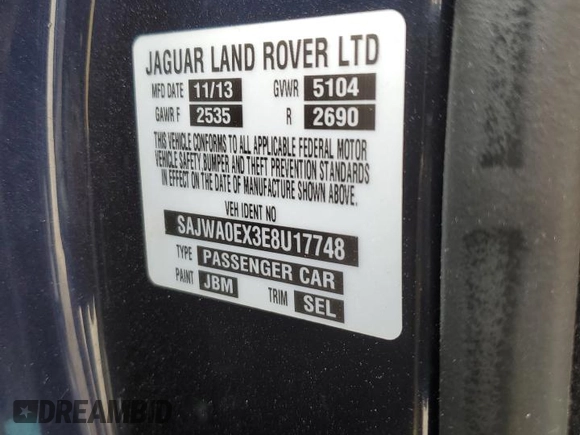 JAGUAR LAND ROVER LTD
MFD DATE 11/13 GVWR 5104
GAWR F 2535 R 2690
THIS VEHICLE CONFORMS TO ALL APPLICABLE FEDERAL MOTOR
VEHICLE SAFETY, BUMPER AND THEFT PREVENTION STANDARDS
IN EFFECT ON THE DATE OF MANUFACTURE SHOWN ABOVE.
VEH IDENT NO
SAJWA0EX3E8U17748
TYPE PASSENGER CAR
PAINT JBM TRIM SEL
DREAMBID